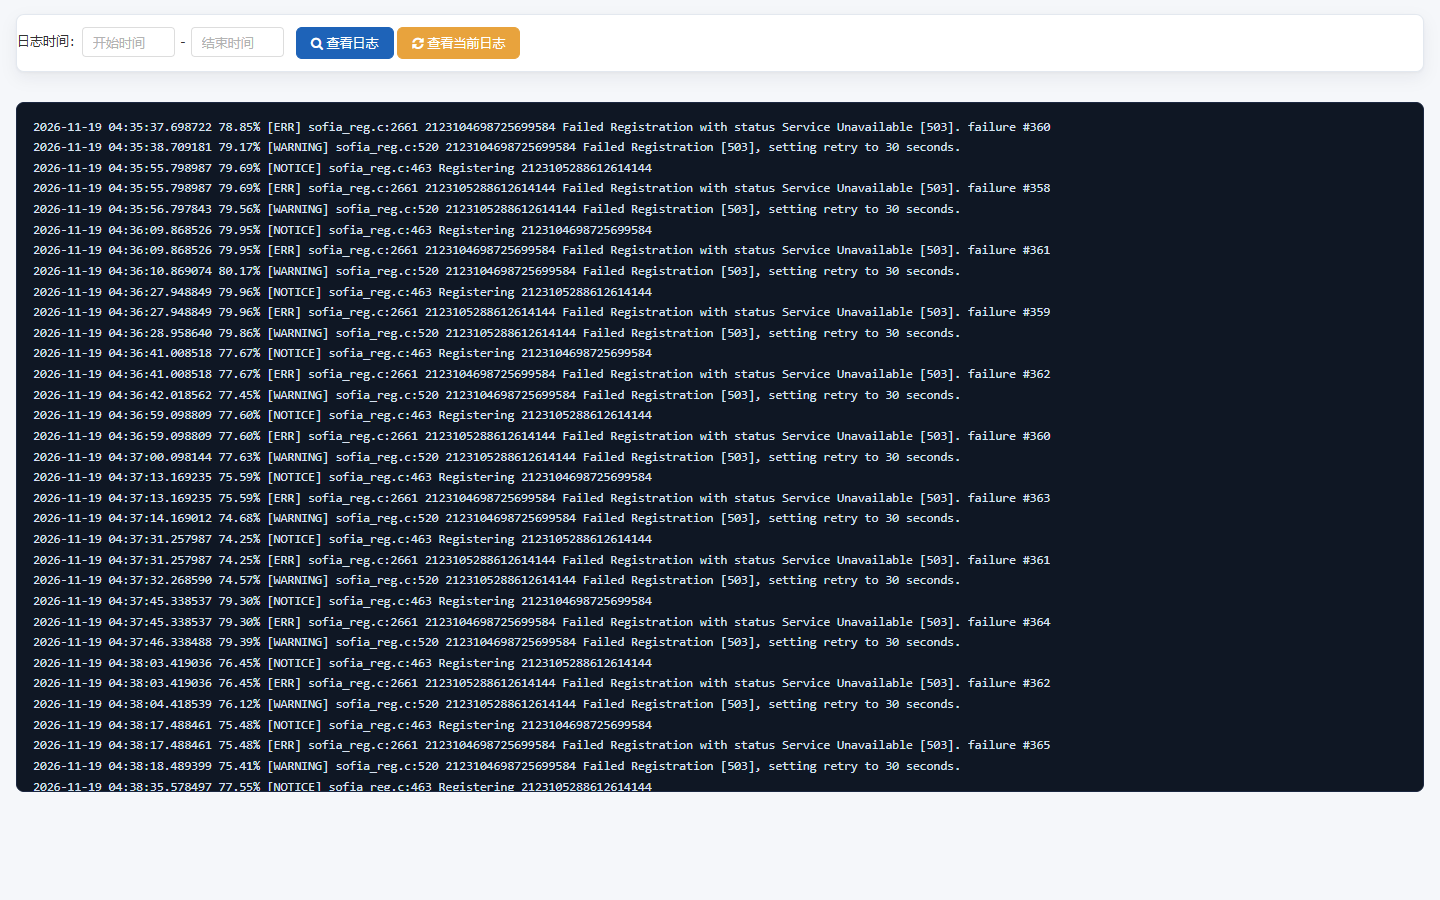 日志时间： 开始时间 - 结束时间 查看日志 查看当前日志
2026-11-19 04:35:37.698722 78.85% [ERR] sofia_reg.c:2661 2123104698725699584 Failed Registration with status Service Unavailable [503]. failure #360
2026-11-19 04:35:38.709181 79.17% [WARNING] sofia_reg.c:520 2123104698725699584 Failed Registration [503], setting retry to 30 seconds.
2026-11-19 04:35:55.798987 79.69% [NOTICE] sofia_reg.c:463 Registering 2123105288612614144
2026-11-19 04:35:55.798987 79.69% [ERR] sofia_reg.c:2661 2123105288612614144 Failed Registration with status Service Unavailable [503]. failure #358
2026-11-19 04:35:56.797843 79.56% [WARNING] sofia_reg.c:520 2123105288612614144 Failed Registration [503], setting retry to 30 seconds.
2026-11-19 04:36:09.868526 79.95% [NOTICE] sofia_reg.c:463 Registering 2123104698725699584
2026-11-19 04:36:09.868526 79.95% [ERR] sofia_reg.c:2661 2123104698725699584 Failed Registration with status Service Unavailable [503]. failure #361
2026-11-19 04:36:10.869074 80.17% [WARNING] sofia_reg.c:520 2123104698725699584 Failed Registration [503], setting retry to 30 seconds.
2026-11-19 04:36:27.948849 79.96% [NOTICE] sofia_reg.c:463 Registering 2123105288612614144
2026-11-19 04:36:27.948849 79.96% [ERR] sofia_reg.c:2661 2123105288612614144 Failed Registration with status Service Unavailable [503]. failure #359
2026-11-19 04:36:28.958640 79.86% [WARNING] sofia_reg.c:520 2123105288612614144 Failed Registration [503], setting retry to 30 seconds.
2026-11-19 04:36:41.008518 77.67% [NOTICE] sofia_reg.c:463 Registering 2123104698725699584
2026-11-19 04:36:41.008518 77.67% [ERR] sofia_reg.c:2661 2123104698725699584 Failed Registration with status Service Unavailable [503]. failure #362
2026-11-19 04:36:42.018562 77.45% [WARNING] sofia_reg.c:520 2123104698725699584 Failed Registration [503], setting retry to 30 seconds.
2026-11-19 04:36:59.098809 77.60% [NOTICE] sofia_reg.c:463 Registering 2123105288612614144
2026-11-19 04:36:59.098809 77.60% [ERR] sofia_reg.c:2661 2123105288612614144 Failed Registration with status Service Unavailable [503]. failure #360
2026-11-19 04:37:00.098144 77.63% [WARNING] sofia_reg.c:520 2123105288612614144 Failed Registration [503], setting retry to 30 seconds.
2026-11-19 04:37:13.169235 75.59% [NOTICE] sofia_reg.c:463 Registering 2123104698725699584
2026-11-19 04:37:13.169235 75.59% [ERR] sofia_reg.c:2661 2123104698725699584 Failed Registration with status Service Unavailable [503]. failure #363
2026-11-19 04:37:14.169012 74.68% [WARNING] sofia_reg.c:520 2123104698725699584 Failed Registration [503], setting retry to 30 seconds.
2026-11-19 04:37:31.257987 74.25% [NOTICE] sofia_reg.c:463 Registering 2123105288612614144
2026-11-19 04:37:31.257987 74.25% [ERR] sofia_reg.c:2661 2123105288612614144 Failed Registration with status Service Unavailable [503]. failure #361
2026-11-19 04:37:32.268590 74.57% [WARNING] sofia_reg.c:520 2123105288612614144 Failed Registration [503], setting retry to 30 seconds.
2026-11-19 04:37:45.338537 79.30% [NOTICE] sofia_reg.c:463 Registering 2123104698725699584
2026-11-19 04:37:45.338537 79.30% [ERR] sofia_reg.c:2661 2123104698725699584 Failed Registration with status Service Unavailable [503]. failure #364
2026-11-19 04:37:46.338488 79.39% [WARNING] sofia_reg.c:520 2123104698725699584 Failed Registration [503], setting retry to 30 seconds.
2026-11-19 04:38:03.419036 76.45% [NOTICE] sofia_reg.c:463 Registering 2123105288612614144
2026-11-19 04:38:03.419036 76.45% [ERR] sofia_reg.c:2661 2123105288612614144 Failed Registration with status Service Unavailable [503]. failure #362
2026-11-19 04:38:04.418539 76.12% [WARNING] sofia_reg.c:520 2123105288612614144 Failed Registration [503], setting retry to 30 seconds.
2026-11-19 04:38:17.488461 75.48% [NOTICE] sofia_reg.c:463 Registering 2123104698725699584
2026-11-19 04:38:17.488461 75.48% [ERR] sofia_reg.c:2661 2123104698725699584 Failed Registration with status Service Unavailable [503]. failure #365
2026-11-19 04:38:18.489399 75.41% [WARNING] sofia_reg.c:520 2123104698725699584 Failed Registration [503], setting retry to 30 seconds.
2026-11-19 04:38:35.578497 77.55% [NOTICE] sofia_reg.c:463 Registering 2123105288612614144